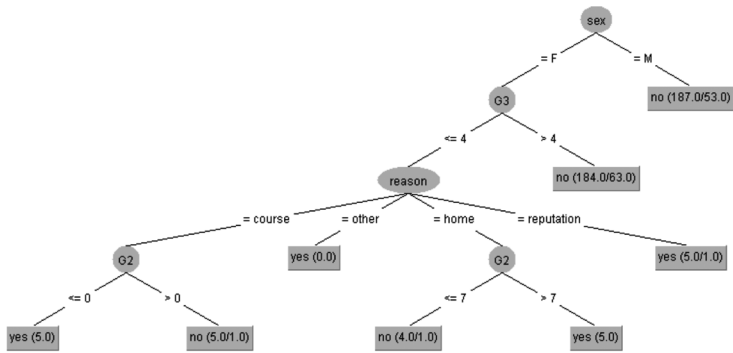 sex
= F
= M
G3
no (187.0/53.0)
<= 4
> 4
reason
no (184.0/63.0)
= course
= other
= home
= reputation
G2
yes (0.0)
G2
yes (5.0/1.0)
<= 0
> 0
<= 7
> 7
yes (5.0)
no (5.0/1.0)
no (4.0/1.0)
yes (5.0)